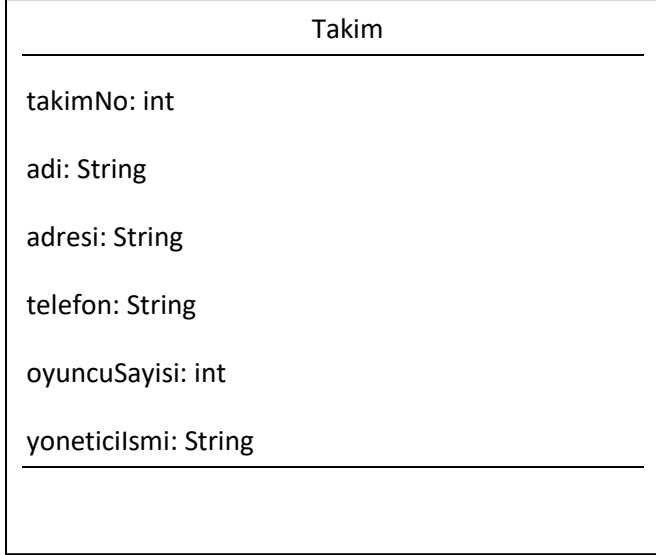 Takim
takimNo: int
adi: String
adresi: String
telefon: String
oyuncuSayisi: int
yoneticiIsmi: String